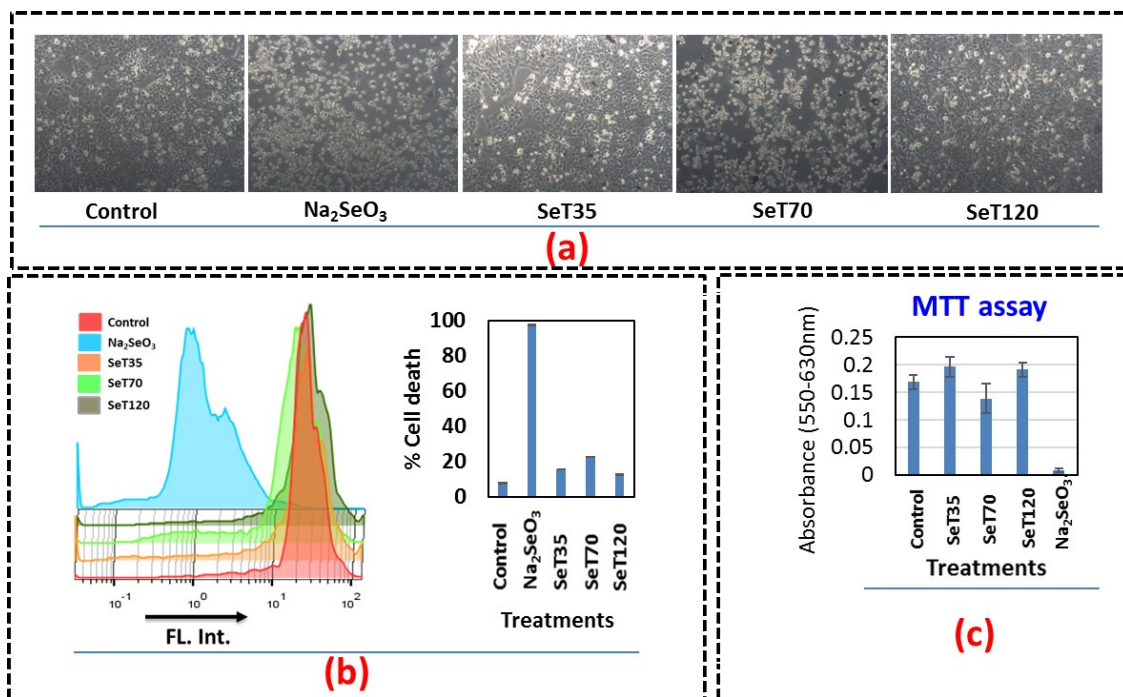 Control
Na₂SeO₃
SeT35
SeT70
SeT120
(a)
Control
Na₂SeO₃
SeT35
SeT70
SeT120
10⁻¹
10⁰
10¹
10²
FL. Int.
% Cell death
100
80
60
40
20
0
Control
Na₂SeO₃
SeT35
SeT70
SeT120
Treatments
(b)
MTT assay
Absorbance (550-630nm)
0.25
0.2
0.15
0.1
0.05
0
Control
SeT35
SeT70
SeT120
Na₂SeO₃
Treatments
(c)